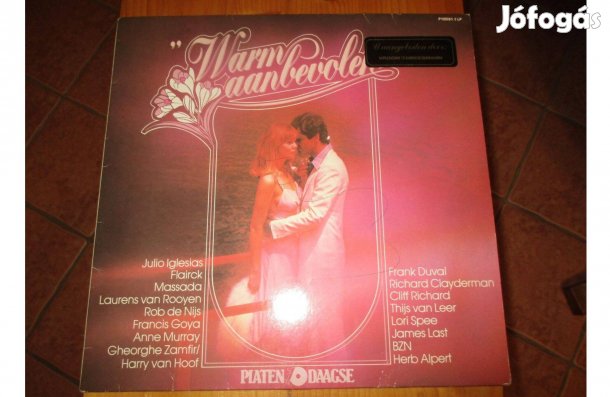 Jófogás
"Warm
aanbevolen
U aangeboden door:
Julio Iglesias
Flairck
Massada
Laurens van Rooyen
Rob de Nijs
Francis Goya
Anne Murray
Gheorghe Zamfir/
Harry van Hoof
Frank Duval
Richard Clayderman
Cliff Richard
Thijs van Leer
Lori Spee
James Last
BZN
Herb Alpert
PLATEN DAAGSE